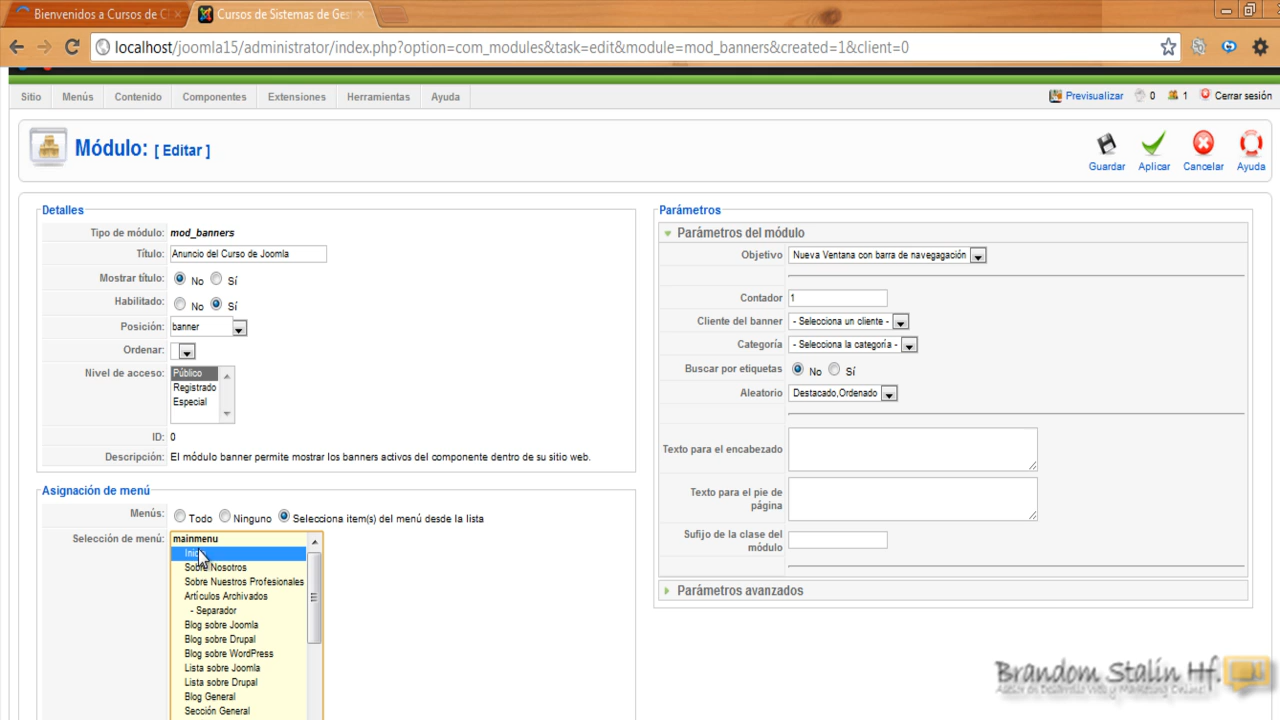 Bienvenidos a Cursos de C
Cursos de Sistemas de Ges
localhost/joomla15/administrator/index.php?option=com_modules&task=edit&module=mod_banners&created=1&client=0
Sitio Menús Contenido Componentes Extensiones Herramientas Ayuda Previsualizar 0 1 Cerrar sesión
Módulo: [ Editar ]
Guardar Aplicar Cancelar Ayuda
Detalles
Tipo de módulo: mod_banners
Título: Anuncio del Curso de Joomla
Mostrar título: No Sí
Habilitado: No Sí
Posición: banner
Ordenar:
Nivel de acceso: Público
Registrado
Especial
ID: 0
Descripción: El módulo banner permite mostrar los banners activos del componente dentro de su sitio web.
Asignación de menú
Menús: Todo Ninguno Selecciona item(s) del menú desde la lista
Selección de menú: mainmenu
Inicio
Sobre Nosotros
Sobre Nuestros Profesionales
Artículos Archivados
- Separador
Blog sobre Joomla
Blog sobre Drupal
Blog sobre WordPress
Lista sobre Joomla
Lista sobre Drupal
Blog General
Sección General
Parámetros
Parámetros del módulo
Objetivo Nueva Ventana con barra de navegagación
Contador 1
Cliente del banner - Selecciona un cliente -
Categoría - Selecciona la categoría -
Buscar por etiquetas No Sí
Aleatorio Destacado,Ordenado
Texto para el encabezado
Texto para el pie de
página
Sufijo de la clase del
módulo
Parámetros avanzados
Brandom Stalin Hf.
Asesor en Desarrollo Web y Marketing Online